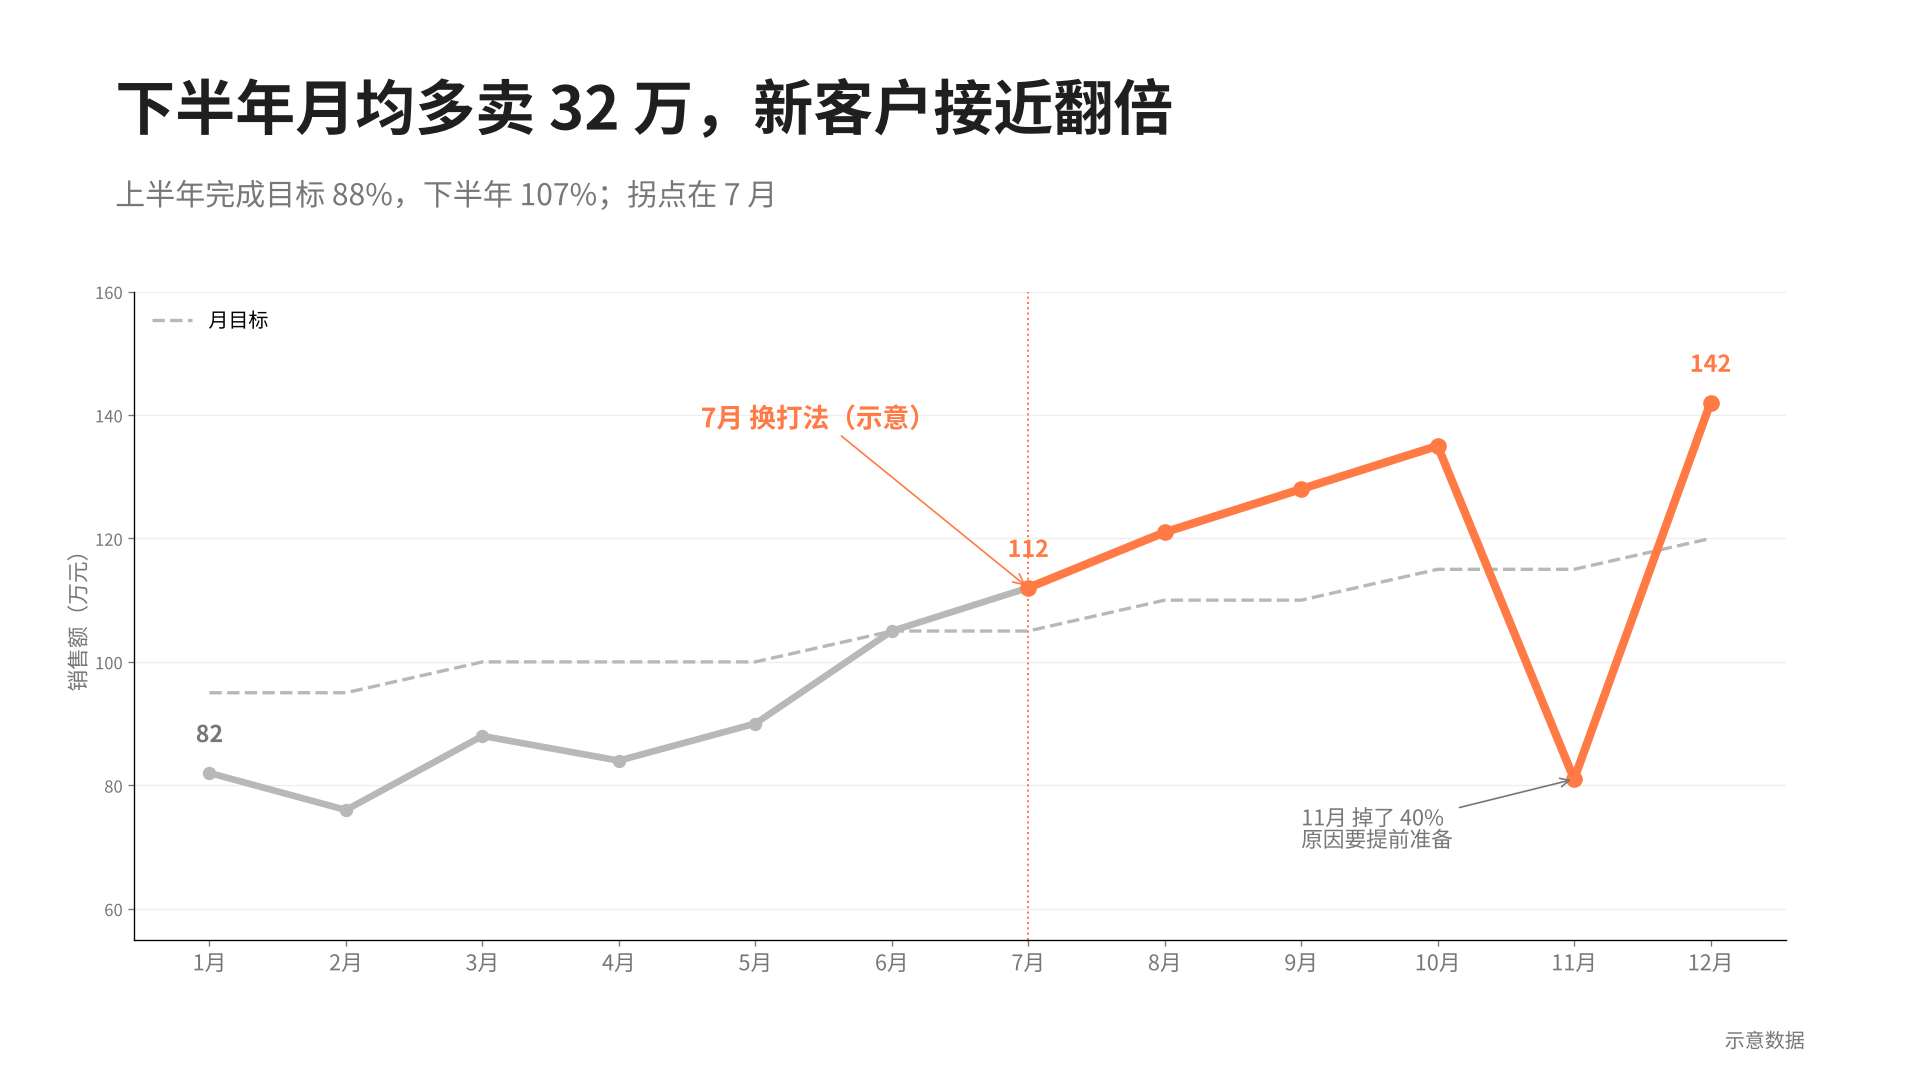 下半年月均多卖 32 万，新客户接近翻倍
上半年完成目标 88%，下半年 107%；拐点在 7 月
160
140
120
100
80
60
销售额（万元）
月目标
7月 换打法（示意）
142
112
82
11月 掉了 40%
原因要提前准备
1月
2月
3月
4月
5月
6月
7月
8月
9月
10月
11月
12月
示意数据